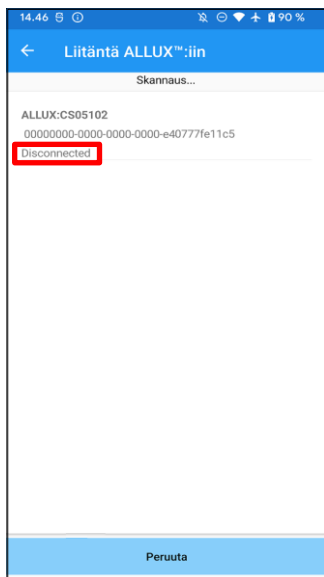 14.46 90 %
Liitäntä ALLUX™:iin
Skannaus...
ALLUX:CS05102
00000000-0000-0000-0000-e40777fe11c5
Disconnected
Peruuta